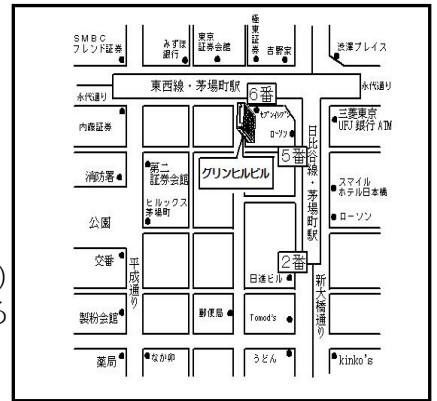 SMBC
フレンド証券
みずほ
銀行
東京
証券会館
極東証券
吉野家
渋澤プレイス
東西線・茅場町駅
永代通り
永代通り
6番
内藤証券
セブンイレブン
ローソン
三菱東京
UFJ銀行ATM
5番
日比谷線・茅場町駅
消防署
第二
証券会館
グリンヒルビル
スマイル
ホテル日本橋
ヒルックス
茅場町
ローソン
公園
交番
平成通り
2番
日進ビル
新大橋通り
製粉会館
郵便局
Tomod's
薬局
なか卯
うどん
kinko's
)
る